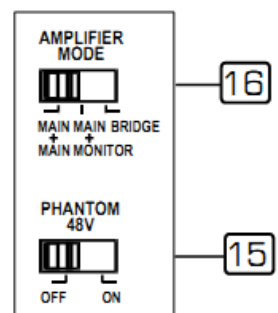 AMPLIFIER
MODE
16
MAIN MAIN BRIDGE
+ +
MAIN MONITOR
PHANTOM
48V
15
OFF ON